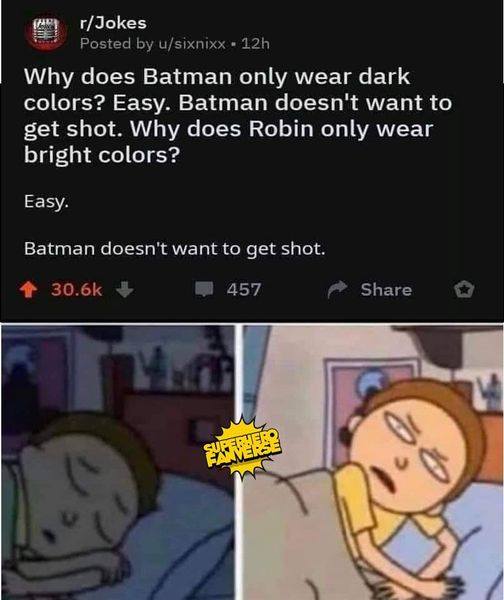 r/Jokes
Posted by u/sixnixx • 12h
Why does Batman only wear dark
colors? Easy. Batman doesn't want to
get shot. Why does Robin only wear
bright colors?
Easy.
Batman doesn't want to get shot.
30.6k
457
Share
SUPERHERO
FANVERSE